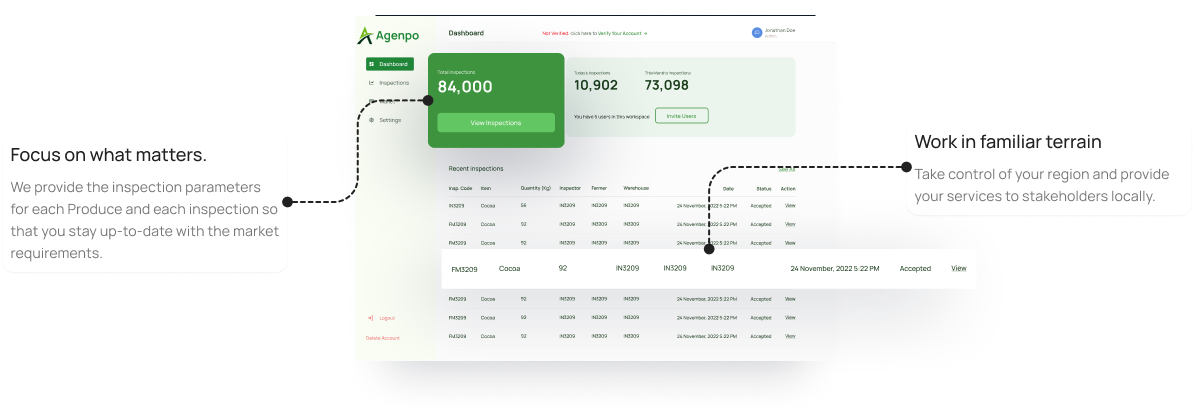 Agenpo
Dashboard
Not Verified. click here to Verify Your Account
Jonathan Doe
Admin
Dashboard
Inspections
Settings
Logout
Delete Account
Total Inspections
84,000
View Inspections
Today's Inspections
10,902
This Month's Inspections
73,098
You have 6 users in this workspace
Invite Users
Focus on what matters.
We provide the inspection parameters
for each Produce and each inspection so
that you stay up-to-date with the market
requirements.
Work in familiar terrain
Take control of your region and provide
your services to stakeholders locally.
Recent inspections See All
Insp. Code Item Quantity (Kg) Inspector Farmer Warehouse Date Status Action
IN3209 Cocoa 56 IN3209 IN3209 IN3209 24 November, 2022 5:22 PM Accepted View
FM3209 Cocoa 92 IN3209 IN3209 IN3209 24 November, 2022 5:22 PM Accepted View
FM3209 Cocoa 92 IN3209 IN3209 IN3209 24 November, 2022 5:22 PM Accepted View
FM3209 Cocoa 92 IN3209 IN3209 IN3209 24 November, 2022 5:22 PM Accepted View
FM3209 Cocoa 92 IN3209 IN3209 IN3209 24 November, 2022 5:22 PM Accepted View
FM3209 Cocoa 92 IN3209 IN3209 IN3209 24 November, 2022 5:22 PM Accepted View
FM3209 Cocoa 92 IN3209 IN3209 IN3209 24 November, 2022 5:22 PM Accepted View